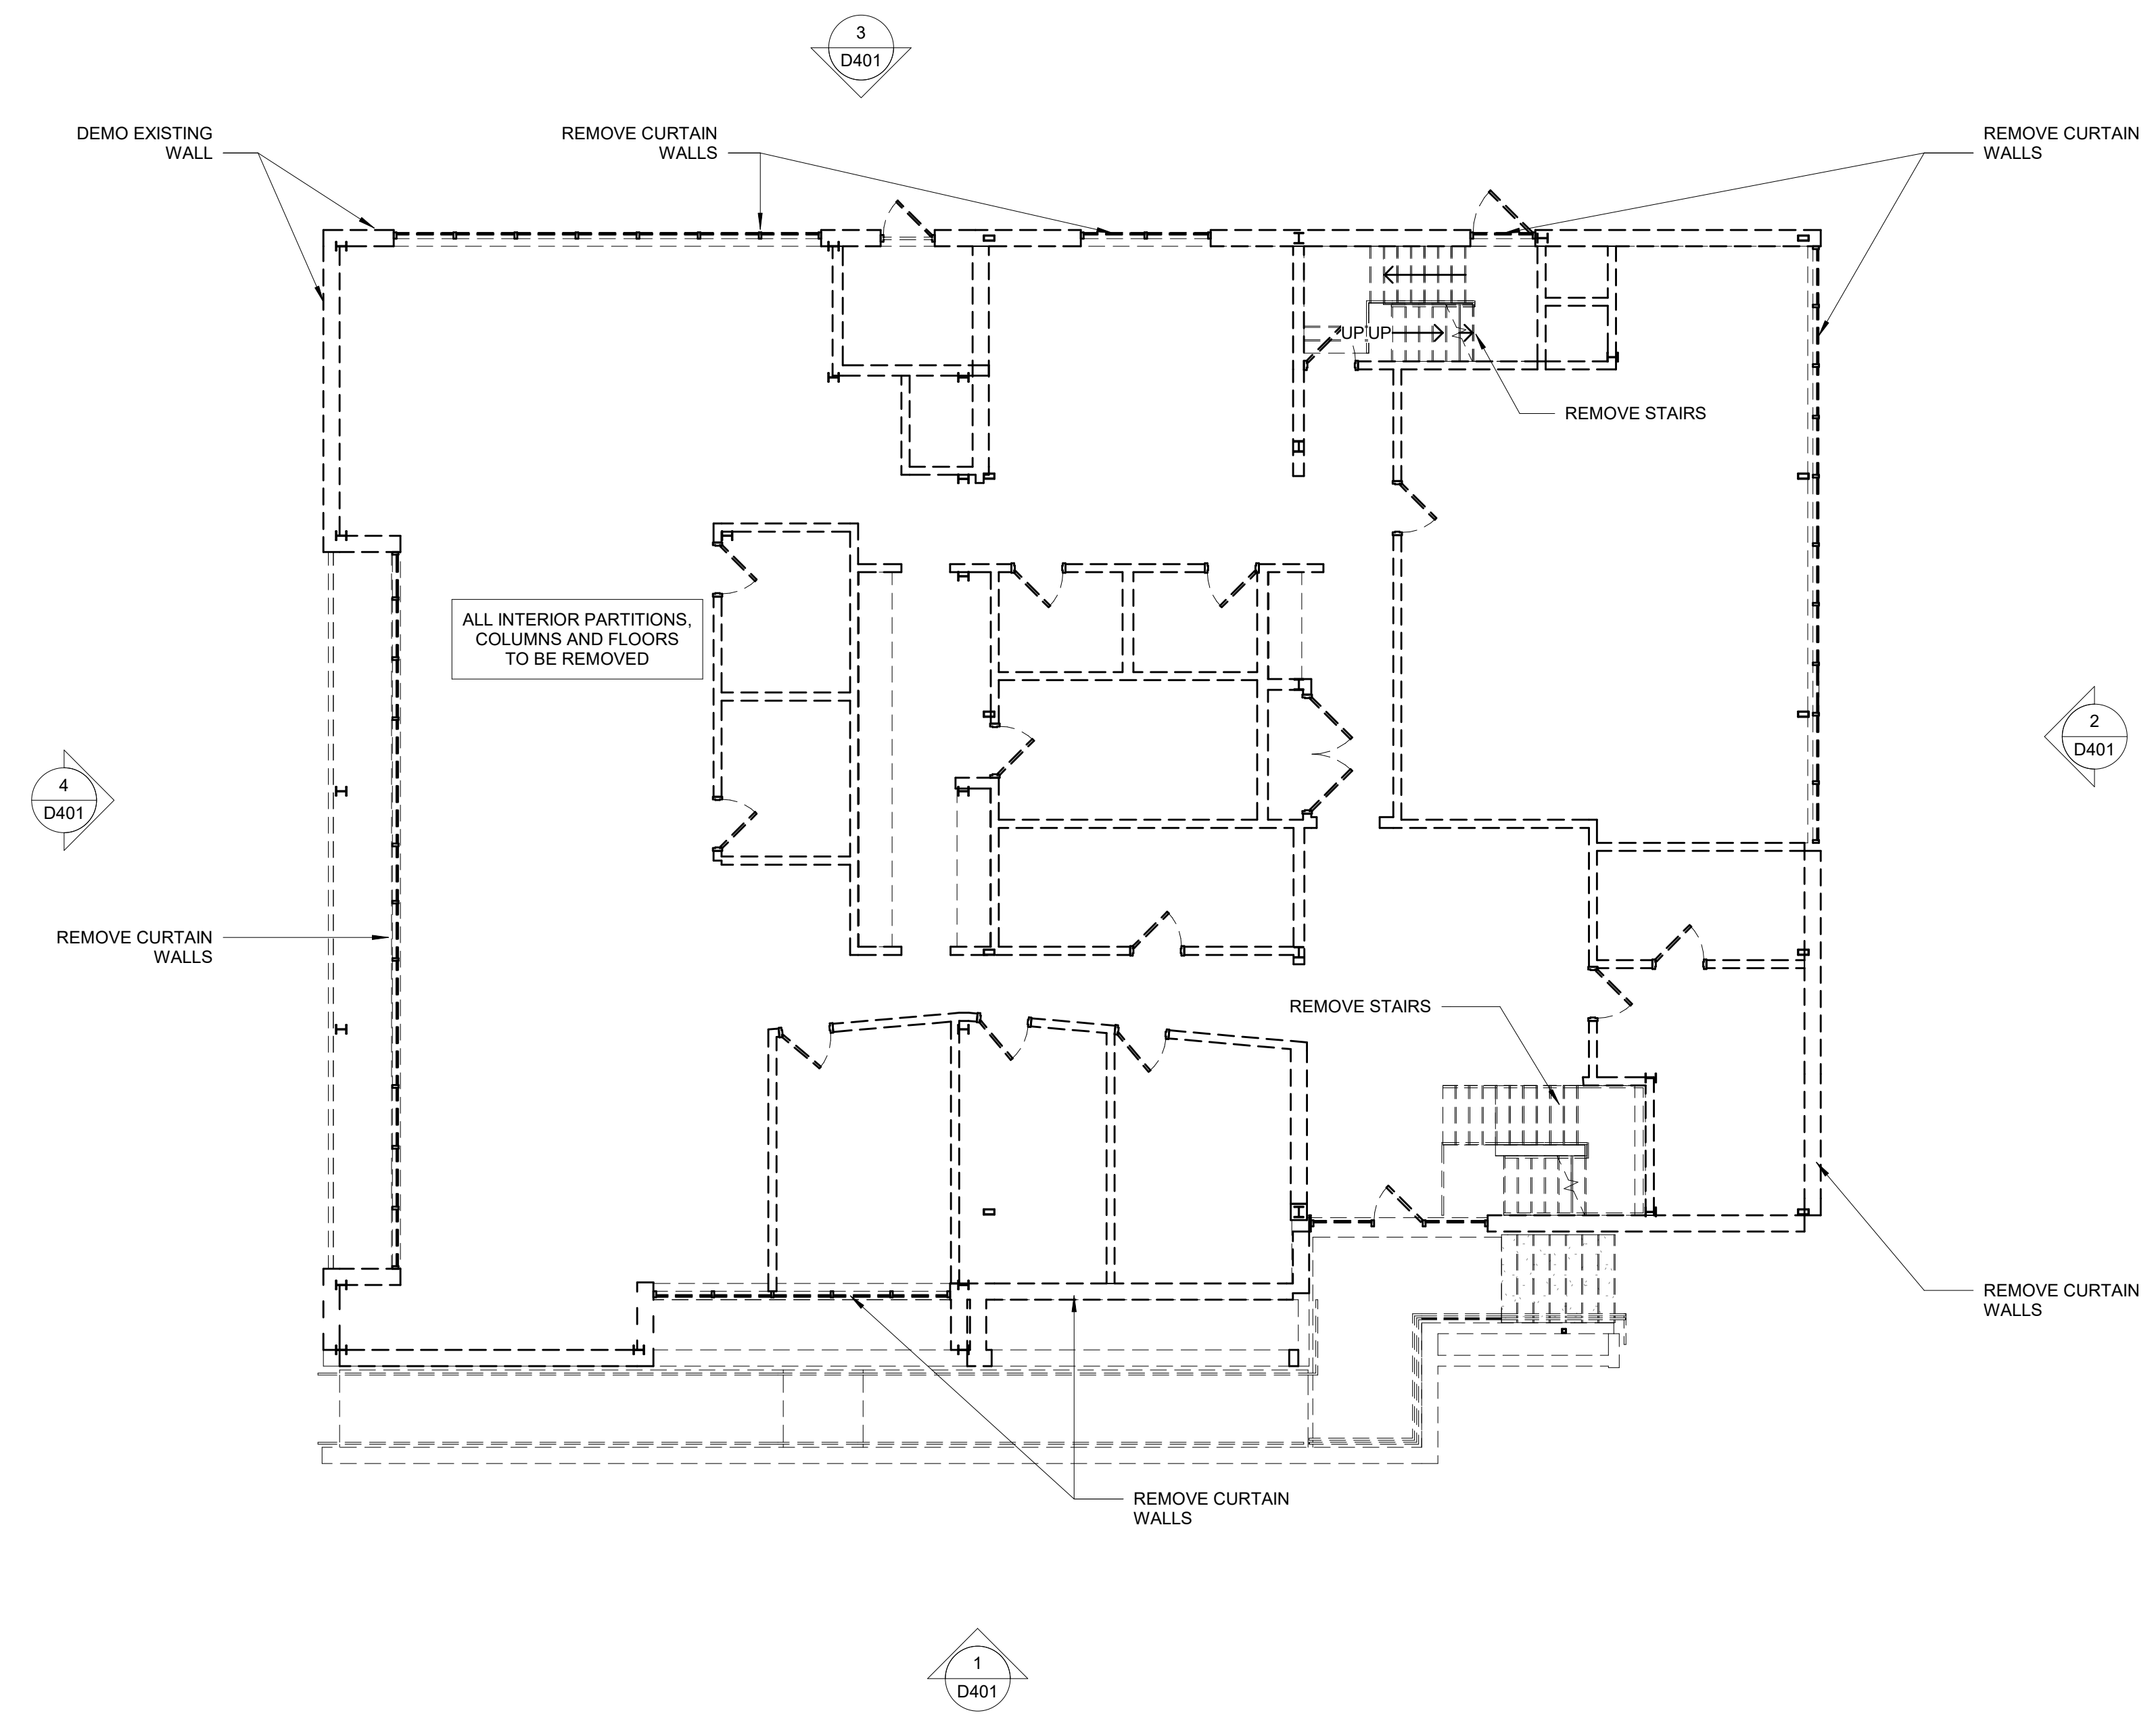 3
D401
DEMO EXISTING
WALL
REMOVE CURTAIN
WALLS
REMOVE CURTAIN
WALLS
UP UP
REMOVE STAIRS
ALL INTERIOR PARTITIONS,
COLUMNS AND FLOORS
TO BE REMOVED
2
D401
4
D401
REMOVE CURTAIN
WALLS
REMOVE STAIRS
REMOVE CURTAIN
WALLS
REMOVE CURTAIN
WALLS
1
D401